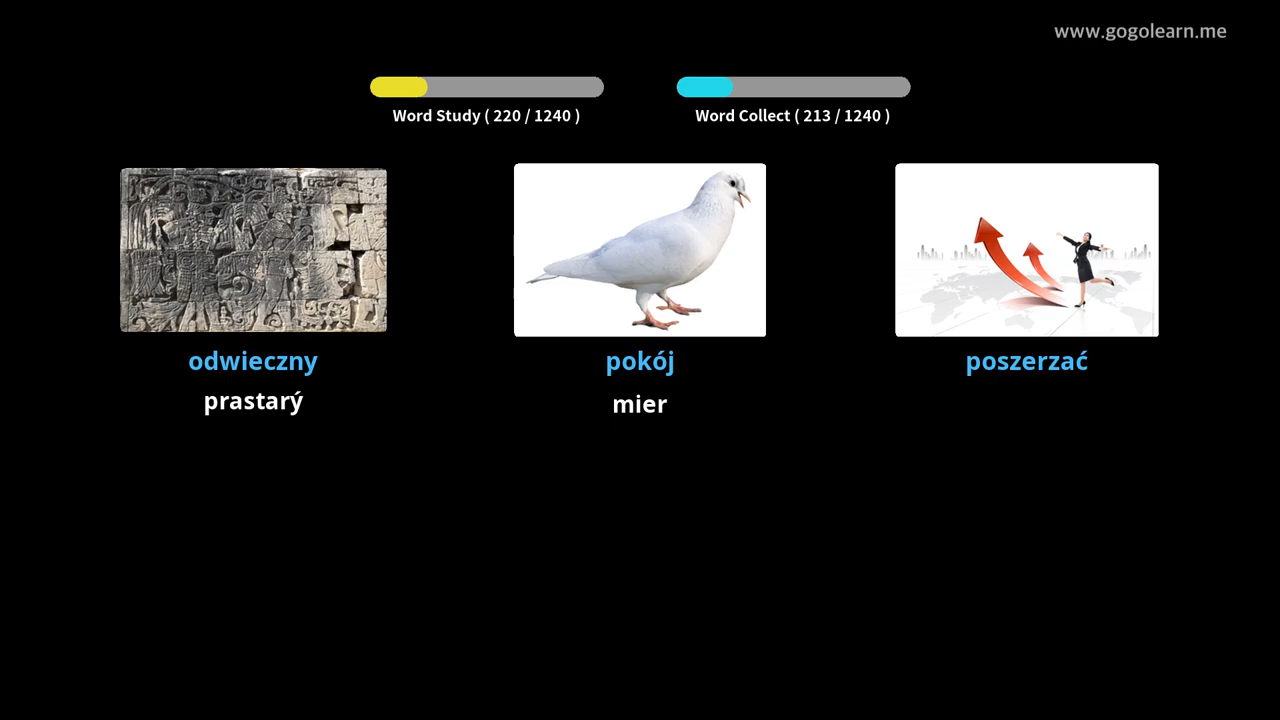 www.gogolearn.me
Word Study ( 220 / 1240 )
Word Collect ( 213 / 1240 )
odwieczny
pokój
poszerzać
prastarý
mier